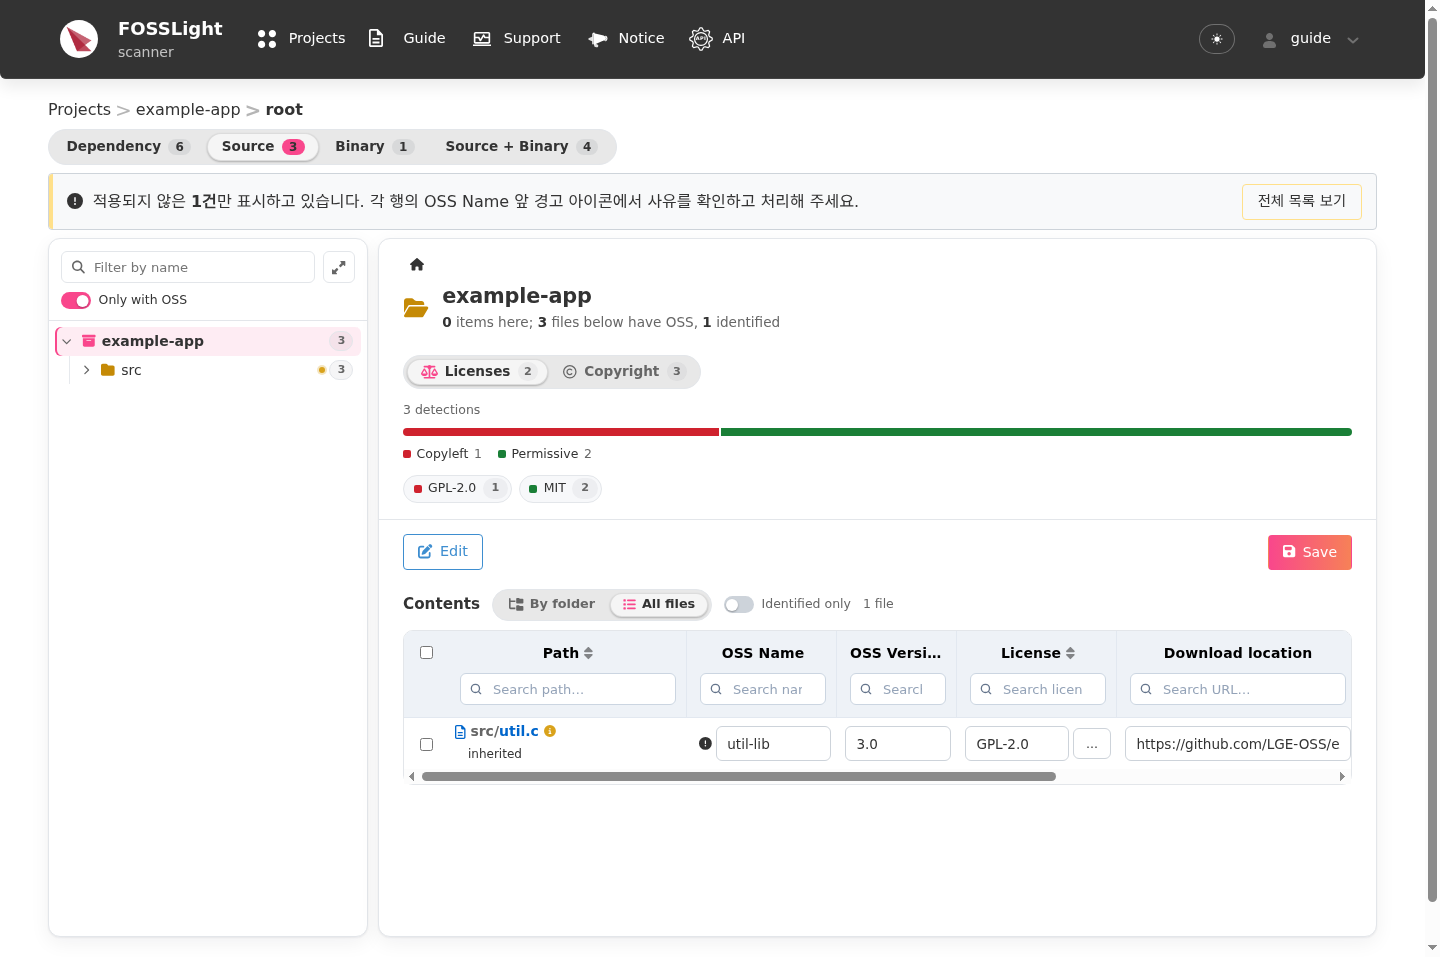 FOSSLight
scanner
Projects
Guide
Support
Notice
API
guide
Projects > example-app > root
Dependency 6
Source 3
Binary 1
Source + Binary 4
적용되지 않은 1건만 표시하고 있습니다. 각 행의 OSS Name 앞 경고 아이콘에서 사유를 확인하고 처리해 주세요.
전체 목록 보기
Filter by name
Only with OSS
example-app 3
src 3
example-app
0 items here; 3 files below have OSS, 1 identified
Licenses 2
Copyright 3
3 detections
Copyleft 1
Permissive 2
GPL-2.0 1
MIT 2
Edit
Save
Contents
By folder
All files
Identified only
1 file
Path
OSS Name
OSS Versi...
License
Download location
Search path...
Search nar
Searcl
Search licen
Search URL...
src/util.c
inherited
util-lib
3.0
GPL-2.0
...
https://github.com/LGE-OSS/e